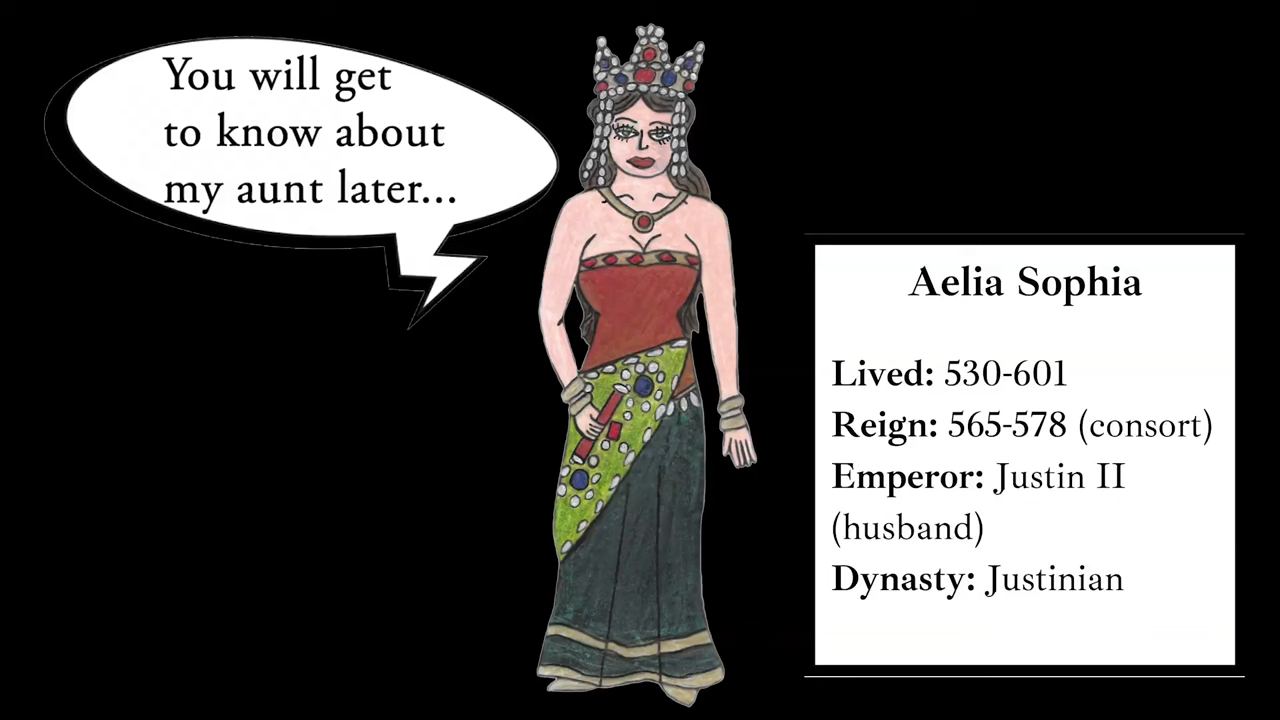 You will get
to know about
my aunt later...
Aelia Sophia
Lived: 530-601
Reign: 565-578 (consort)
Emperor: Justin II
(husband)
Dynasty: Justinian